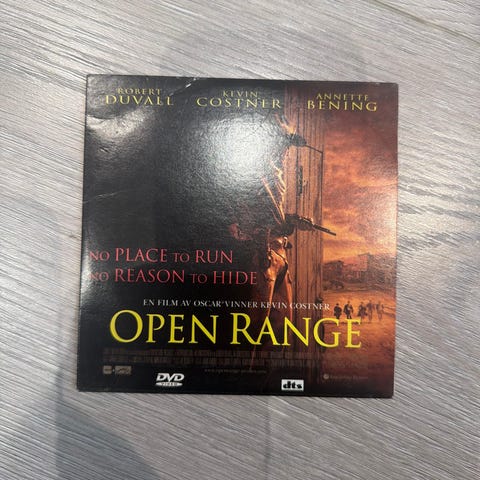 ROBERT KEVIN ANNETTE
DUVALL COSTNER BENING
NO PLACE TO RUN
NO REASON TO HIDE
EN FILM AV OSCAR®VINNER KEVIN COSTNER
OPEN RANGE
DVD
VIDEO
dts